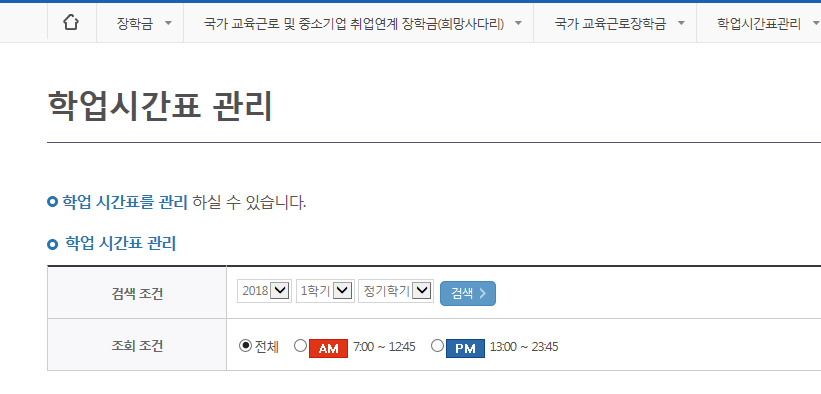 장학금 국가 교육근로 및 중소기업 취업연계 장학금(희망사다리) 국가 교육근로장학금 학업시간표관리
학업시간표 관리
학업 시간표를 관리 하실 수 있습니다.
학업 시간표 관리
검색 조건 2018 1학기 정기학기 검색
조회 조건 전체 AM 7:00 ~ 12:45 PM 13:00 ~ 23:45